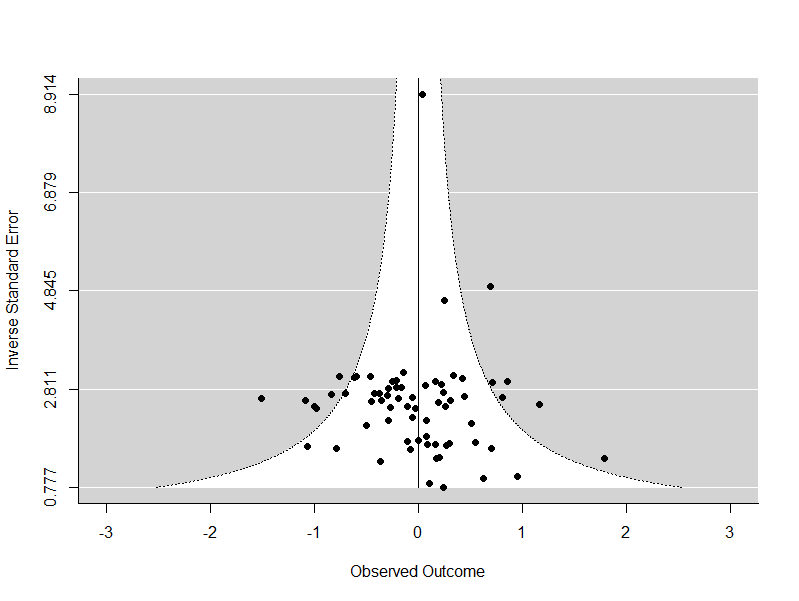 8.914
6.879
4.845
2.811
0.777
Inverse Standard Error
-3 -2 -1 0 1 2 3
Observed Outcome